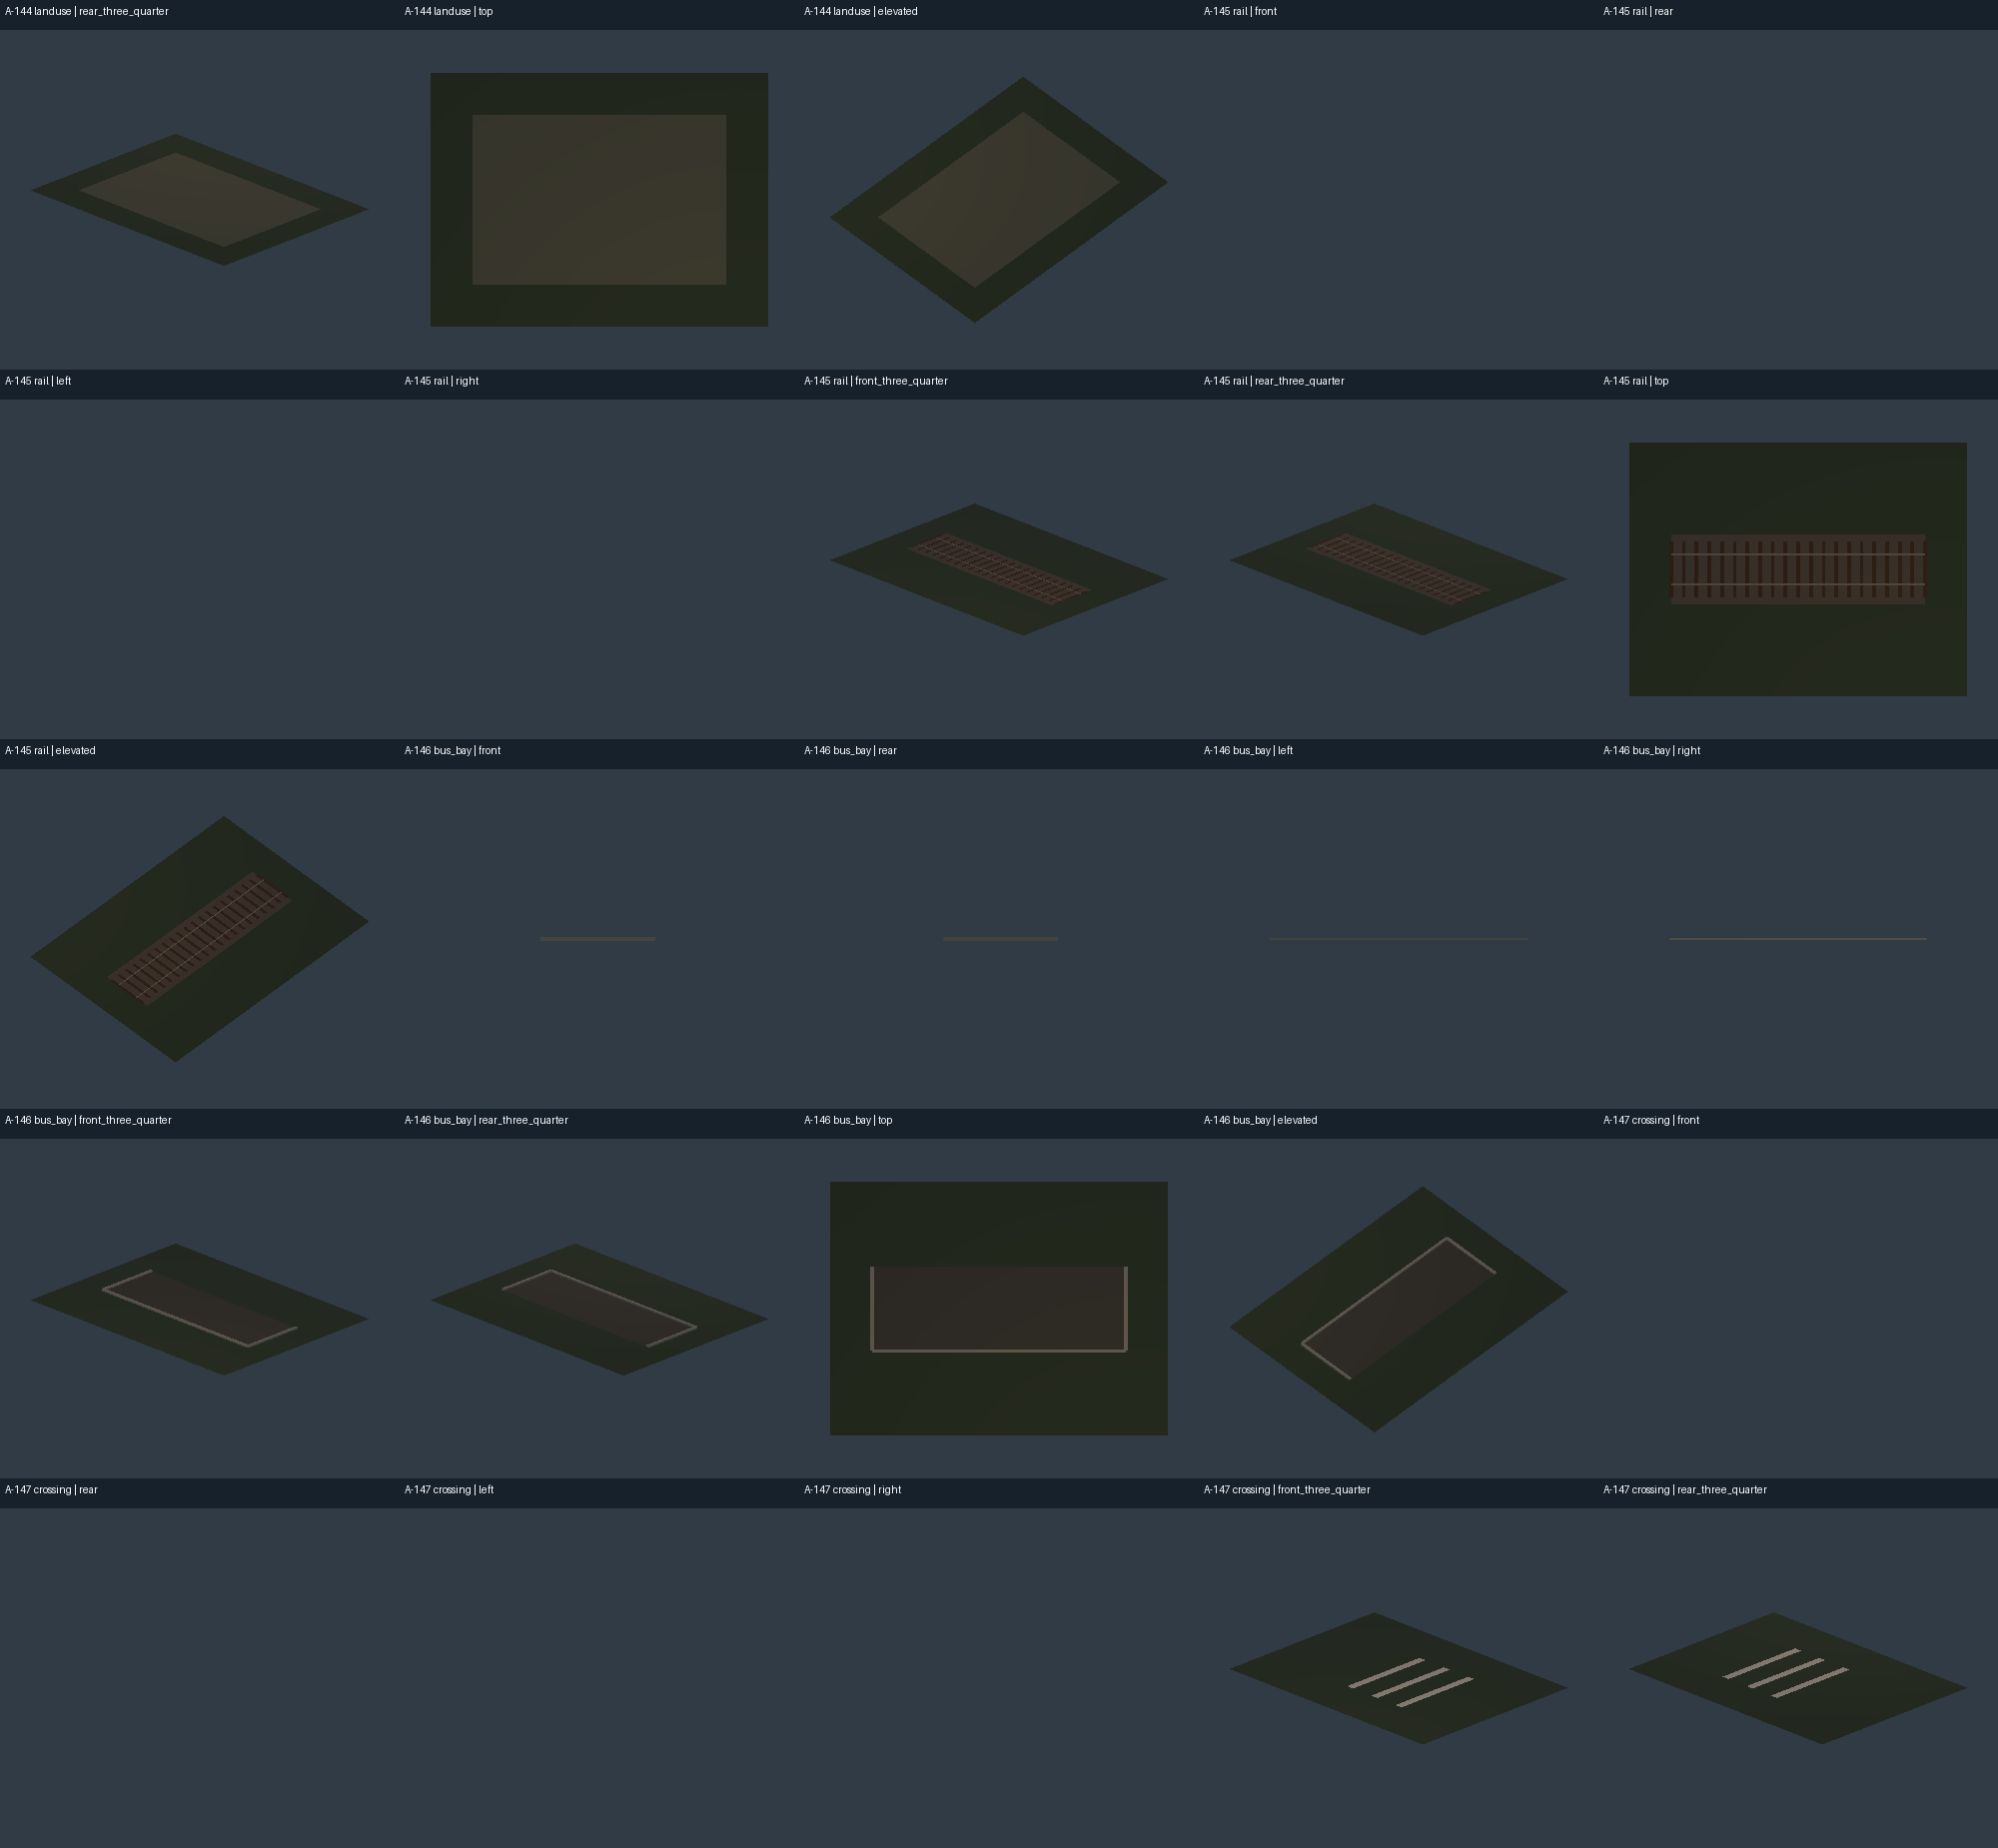 A-144 landuse | rear_three_quarter
A-144 landuse | top
A-144 landuse | elevated
A-145 rail | front
A-145 rail | rear
A-145 rail | left
A-145 rail | right
A-145 rail | front_three_quarter
A-145 rail | rear_three_quarter
A-145 rail | top
A-145 rail | elevated
A-146 bus_bay | front
A-146 bus_bay | rear
A-146 bus_bay | left
A-146 bus_bay | right
A-146 bus_bay | front_three_quarter
A-146 bus_bay | rear_three_quarter
A-146 bus_bay | top
A-146 bus_bay | elevated
A-147 crossing | front
A-147 crossing | rear
A-147 crossing | left
A-147 crossing | right
A-147 crossing | front_three_quarter
A-147 crossing | rear_three_quarter